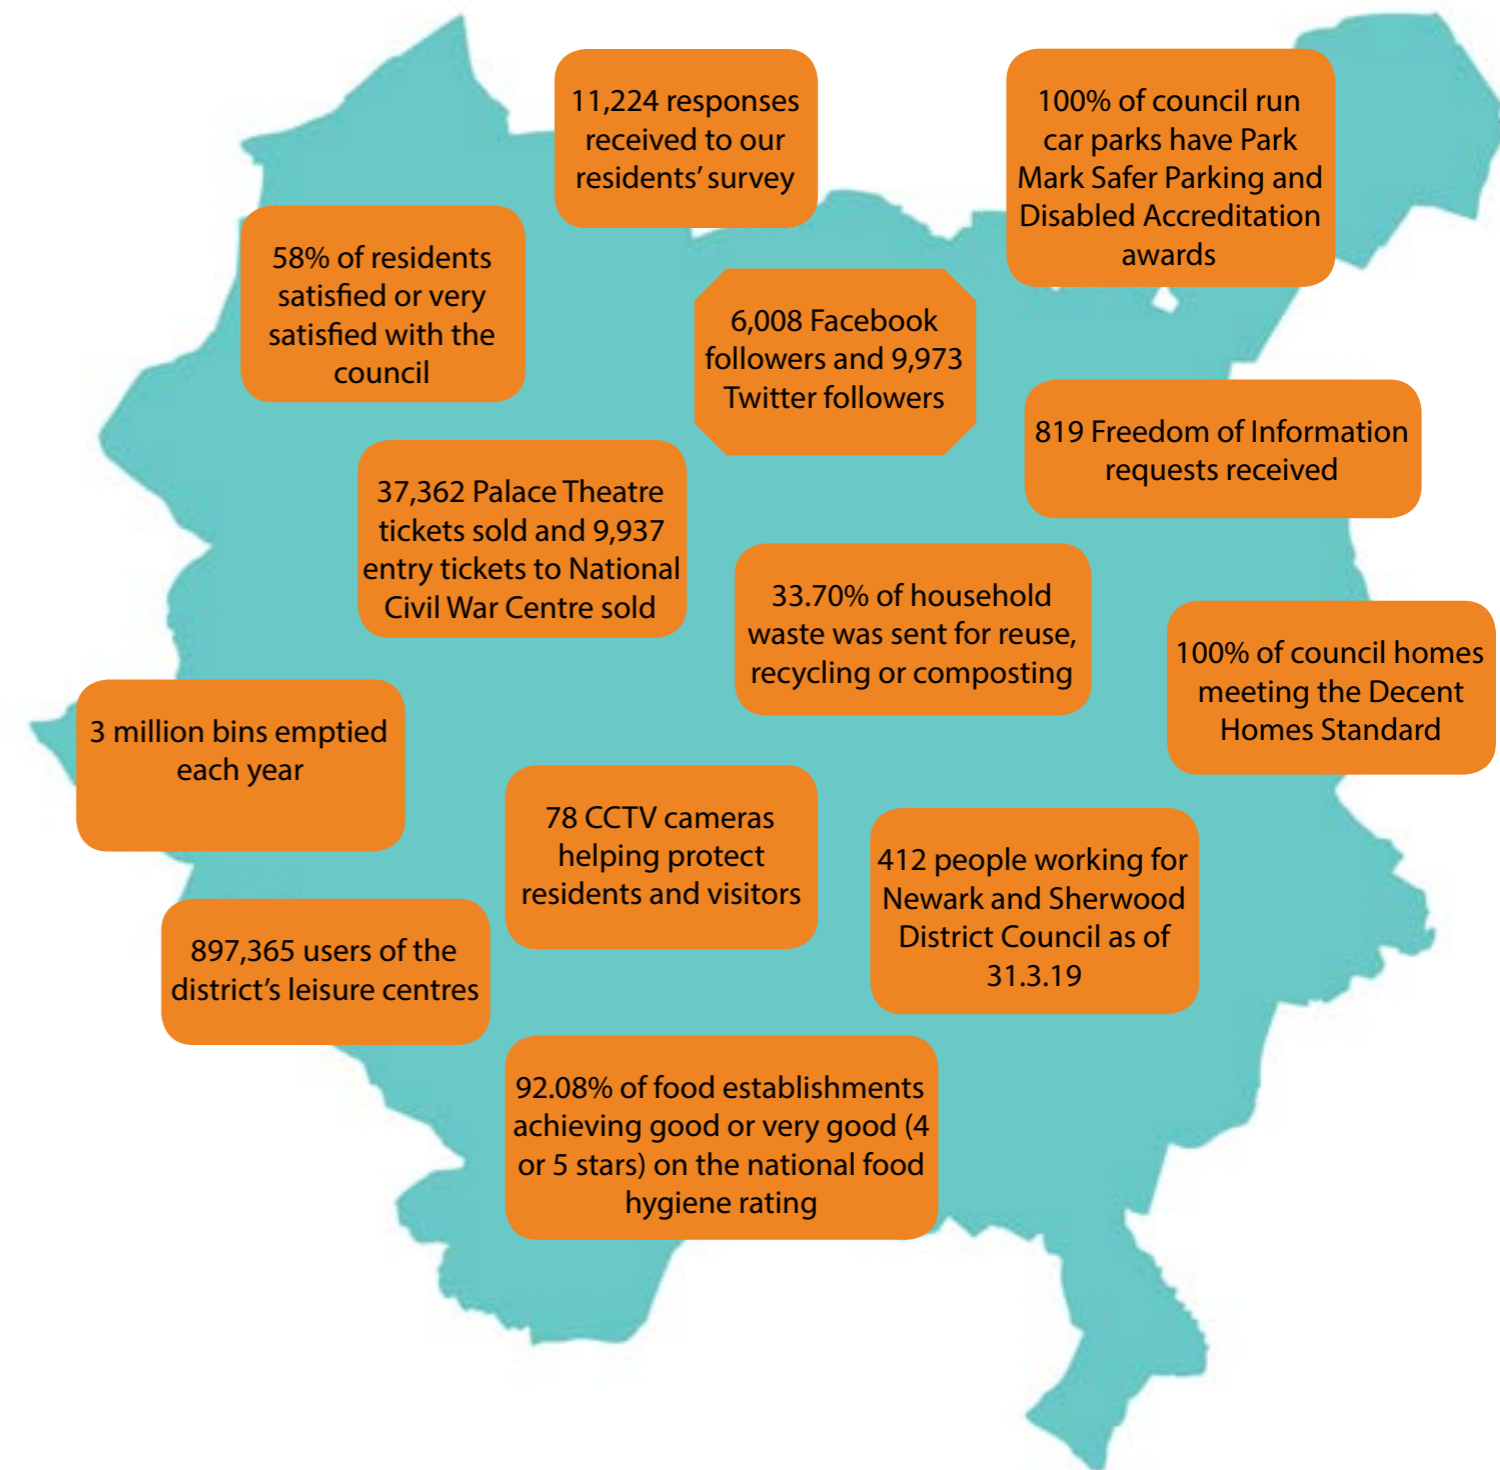 11,224 responses
received to our
residents’ survey
100% of council run
car parks have Park
Mark Safer Parking and
Disabled Accreditation
awards
58% of residents
satisfied or very
satisfied with the
council
6,008 Facebook
followers and 9,973
Twitter followers
819 Freedom of Information
requests received
37,362 Palace Theatre
tickets sold and 9,937
entry tickets to National
Civil War Centre sold
33.70% of household
waste was sent for reuse,
recycling or composting
100% of council homes
meeting the Decent
Homes Standard
3 million bins emptied
each year
78 CCTV cameras
helping protect
residents and visitors
412 people working for
Newark and Sherwood
District Council as of
31.3.19
897,365 users of the
district’s leisure centres
92.08% of food establishments
achieving good or very good (4
or 5 stars) on the national food
hygiene rating